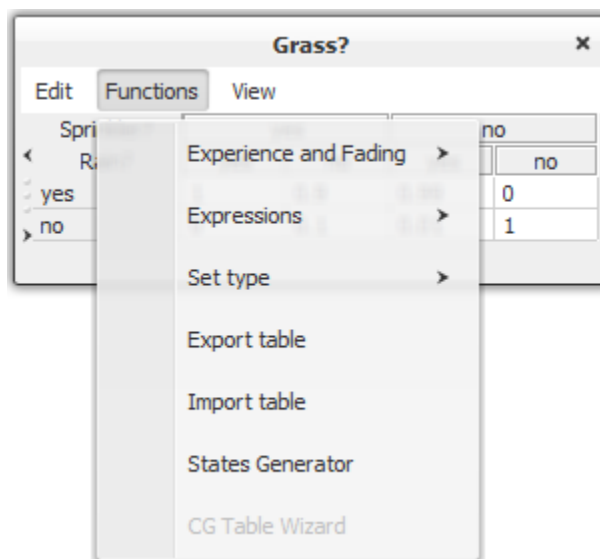 Grass?
Edit Functions View
Spri no
Ra no
yes 0
no 1
Experience and Fading
Expressions
Set type
Export table
Import table
States Generator
CG Table Wizard